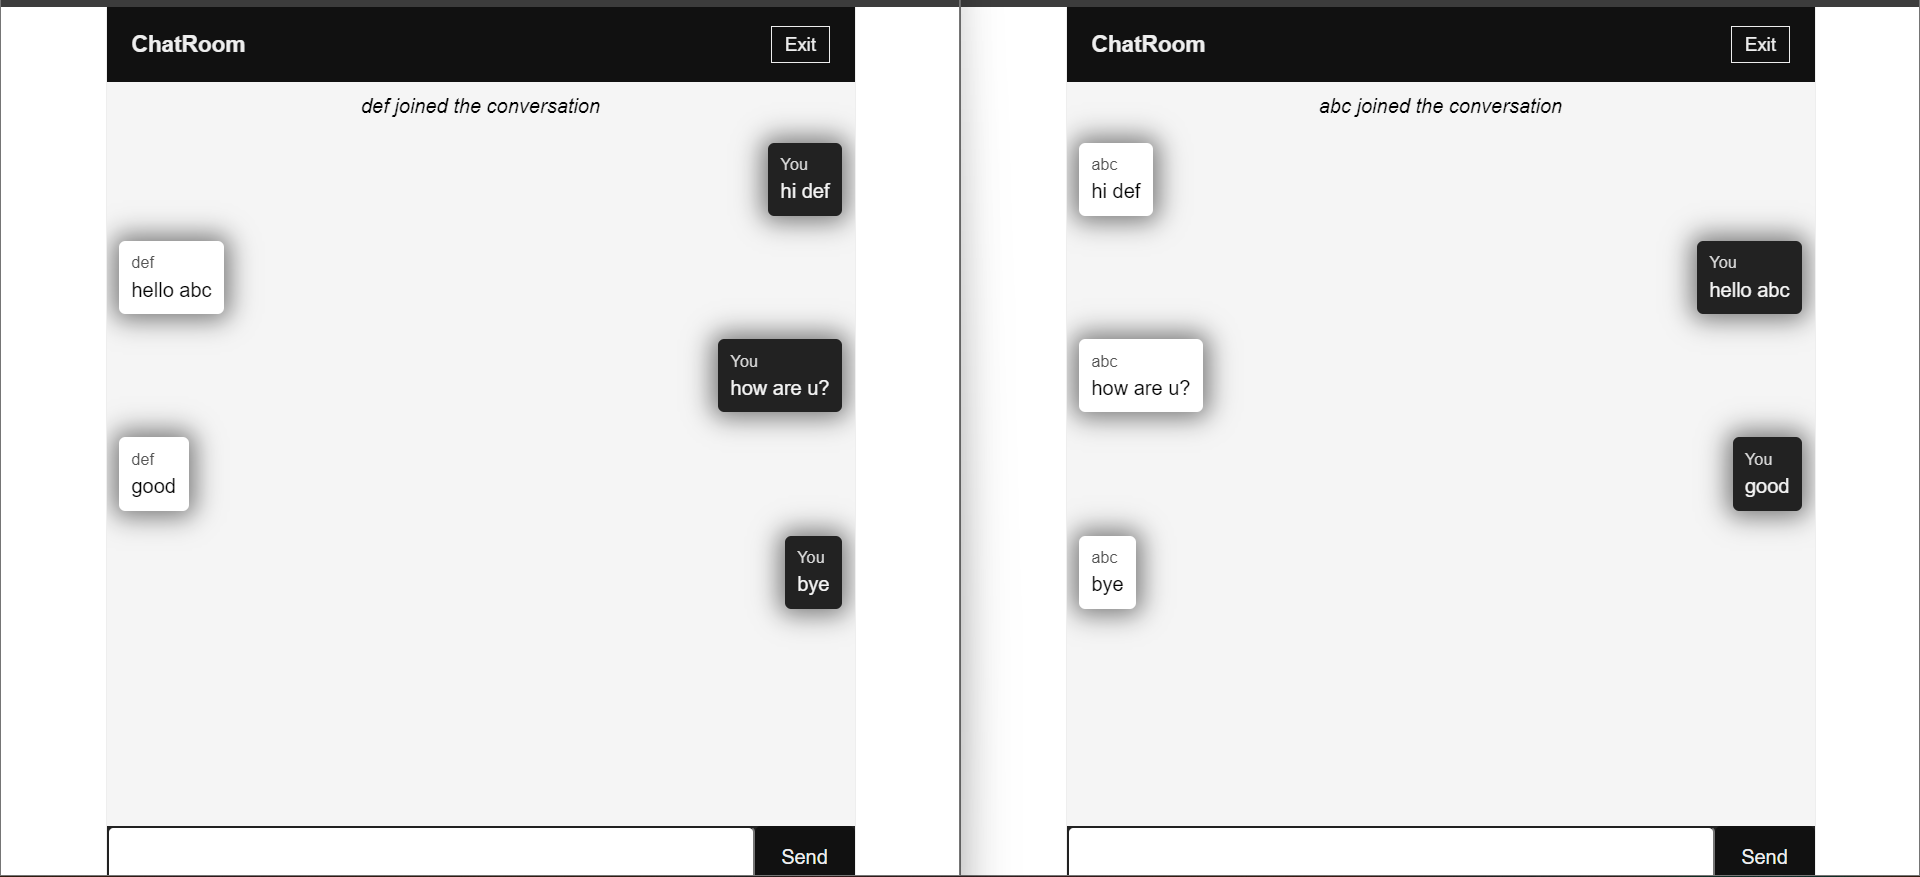 ChatRoom
Exit
def joined the conversation
You
hi def
def
hello abc
You
how are u?
def
good
You
bye
Send
ChatRoom
Exit
abc joined the conversation
abc
hi def
You
hello abc
abc
how are u?
You
good
abc
bye
Send